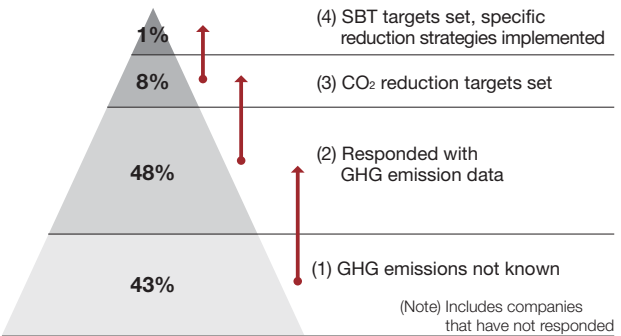 1%
(4) SBT targets set, specific
reduction strategies implemented
8%
(3) CO₂ reduction targets set
48%
(2) Responded with
GHG emission data
43%
(1) GHG emissions not known
(Note) Includes companies
that have not responded